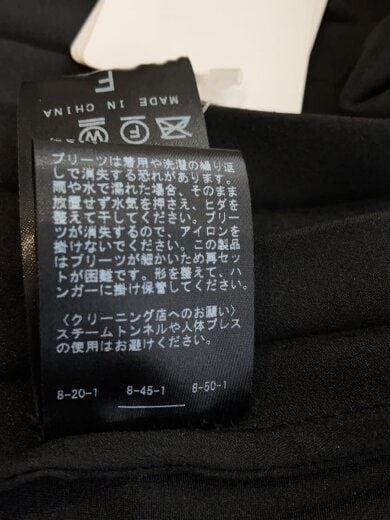 F
MADE IN CHINA
W
F
プリーツは着用や洗濯の繰り返
しで消失する恐れがあります。
雨や水で濡れた場合、そのまま
放置せず水気を押さえ、ヒダを
整えて干してください。プリー
ツが消失するので、アイロンを
掛けないでください。この製品
はプリーツが細かいため再セッ
トが困難です。形を整えて、ハ
ンガーに掛け保管してください。
〈クリーニング店へのお願い〉
スチームトンネルや人体プレス
の使用はお避けください。
8-20-1 8-45-1 8-50-1